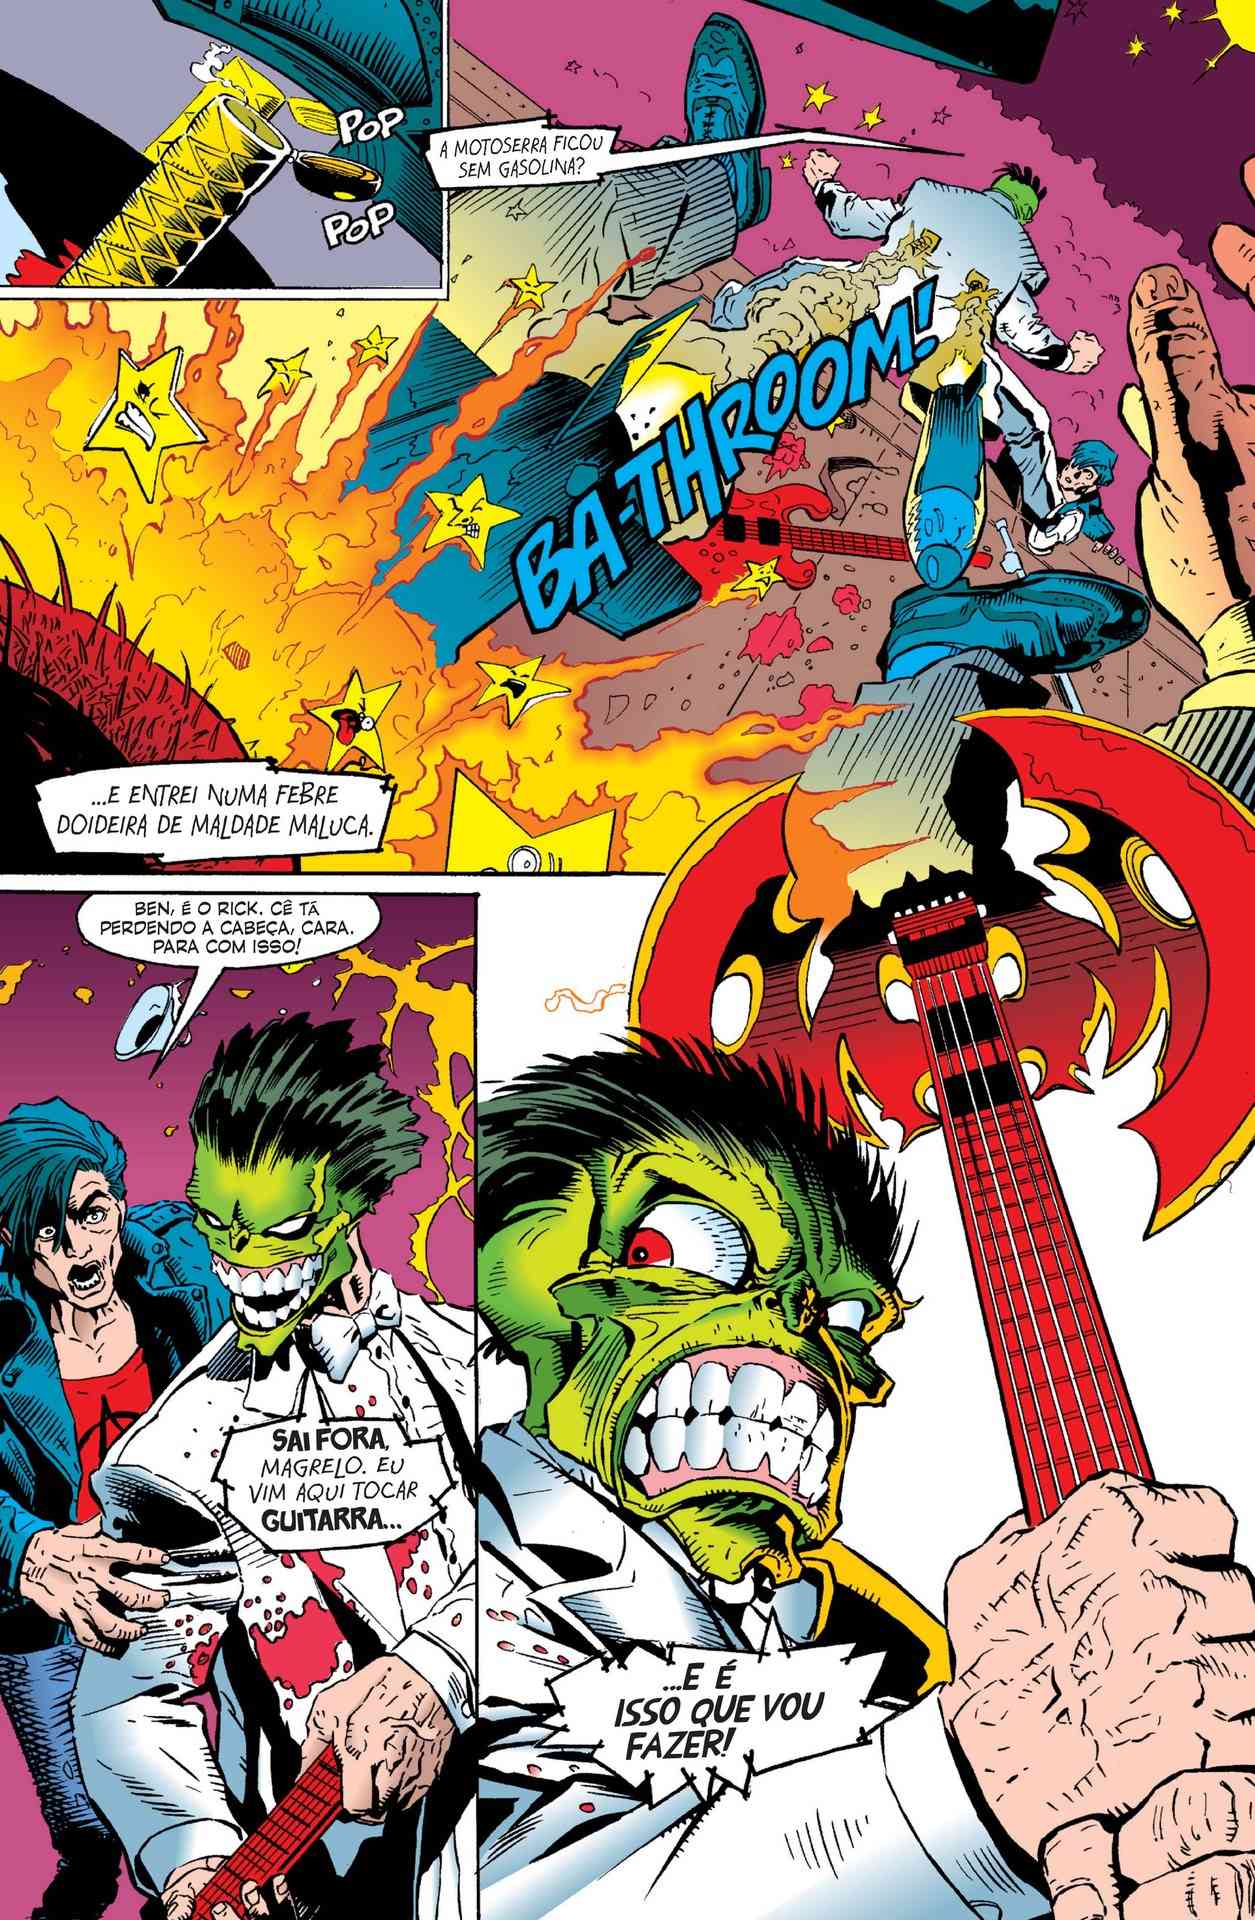 POP
POP
A MOTOSERRA FICOU
SEM GASOLINA?
BA-THROOM!
...E ENTREI NUMA FEBRE
DOIDEIRA DE MALDADE MALUCA.
BEN, É O RICK. CÊ TÁ
PERDENDO A CABEÇA, CARA.
PARA COM ISSO!
SAI FORA,
MAGRELO. EU
VIM AQUI TOCAR
GUITARRA...
...E É
ISSO QUE VOU
FAZER!